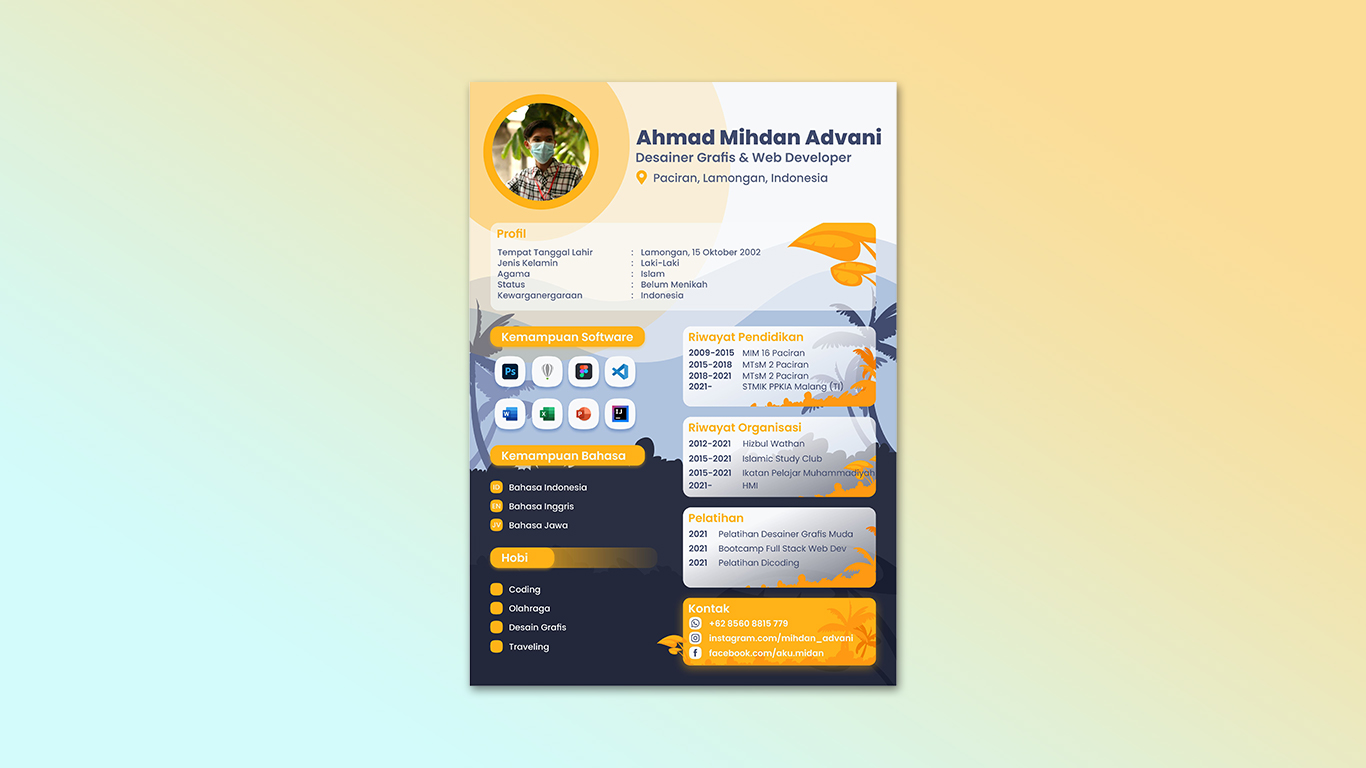 Ahmad Mihdan Advani
Desainer Grafis & Web Developer
Paciran, Lamongan, Indonesia
Profil
Tempat Tanggal Lahir : Lamongan, 15 Oktober 2002
Jenis Kelamin : Laki-Laki
Agama : Islam
Status : Belum Menikah
Kewarganergaraan : Indonesia
Kemampuan Software
Ps
W
X
P
IJ
Kemampuan Bahasa
ID Bahasa Indonesia
EN Bahasa Inggris
JV Bahasa Jawa
Hobi
Coding
Olahraga
Desain Grafis
Traveling
Riwayat Pendidikan
2009-2015 MIM 16 Paciran
2015-2018 MTsM 2 Paciran
2018-2021 MTsM 2 Paciran
2021- STMIK PPKIA Malang (TI)
Riwayat Organisasi
2012-2021 Hizbul Wathan
2015-2021 Islamic Study Club
2015-2021 Ikatan Pelajar Muhammadiyah
2021- HMI
Pelatihan
2021 Pelatihan Desainer Grafis Muda
2021 Bootcamp Full Stack Web Dev
2021 Pelatihan Dicoding
Kontak
+62 8560 8815 779
instagram.com/mihdan_advani
facebook.com/aku.midan